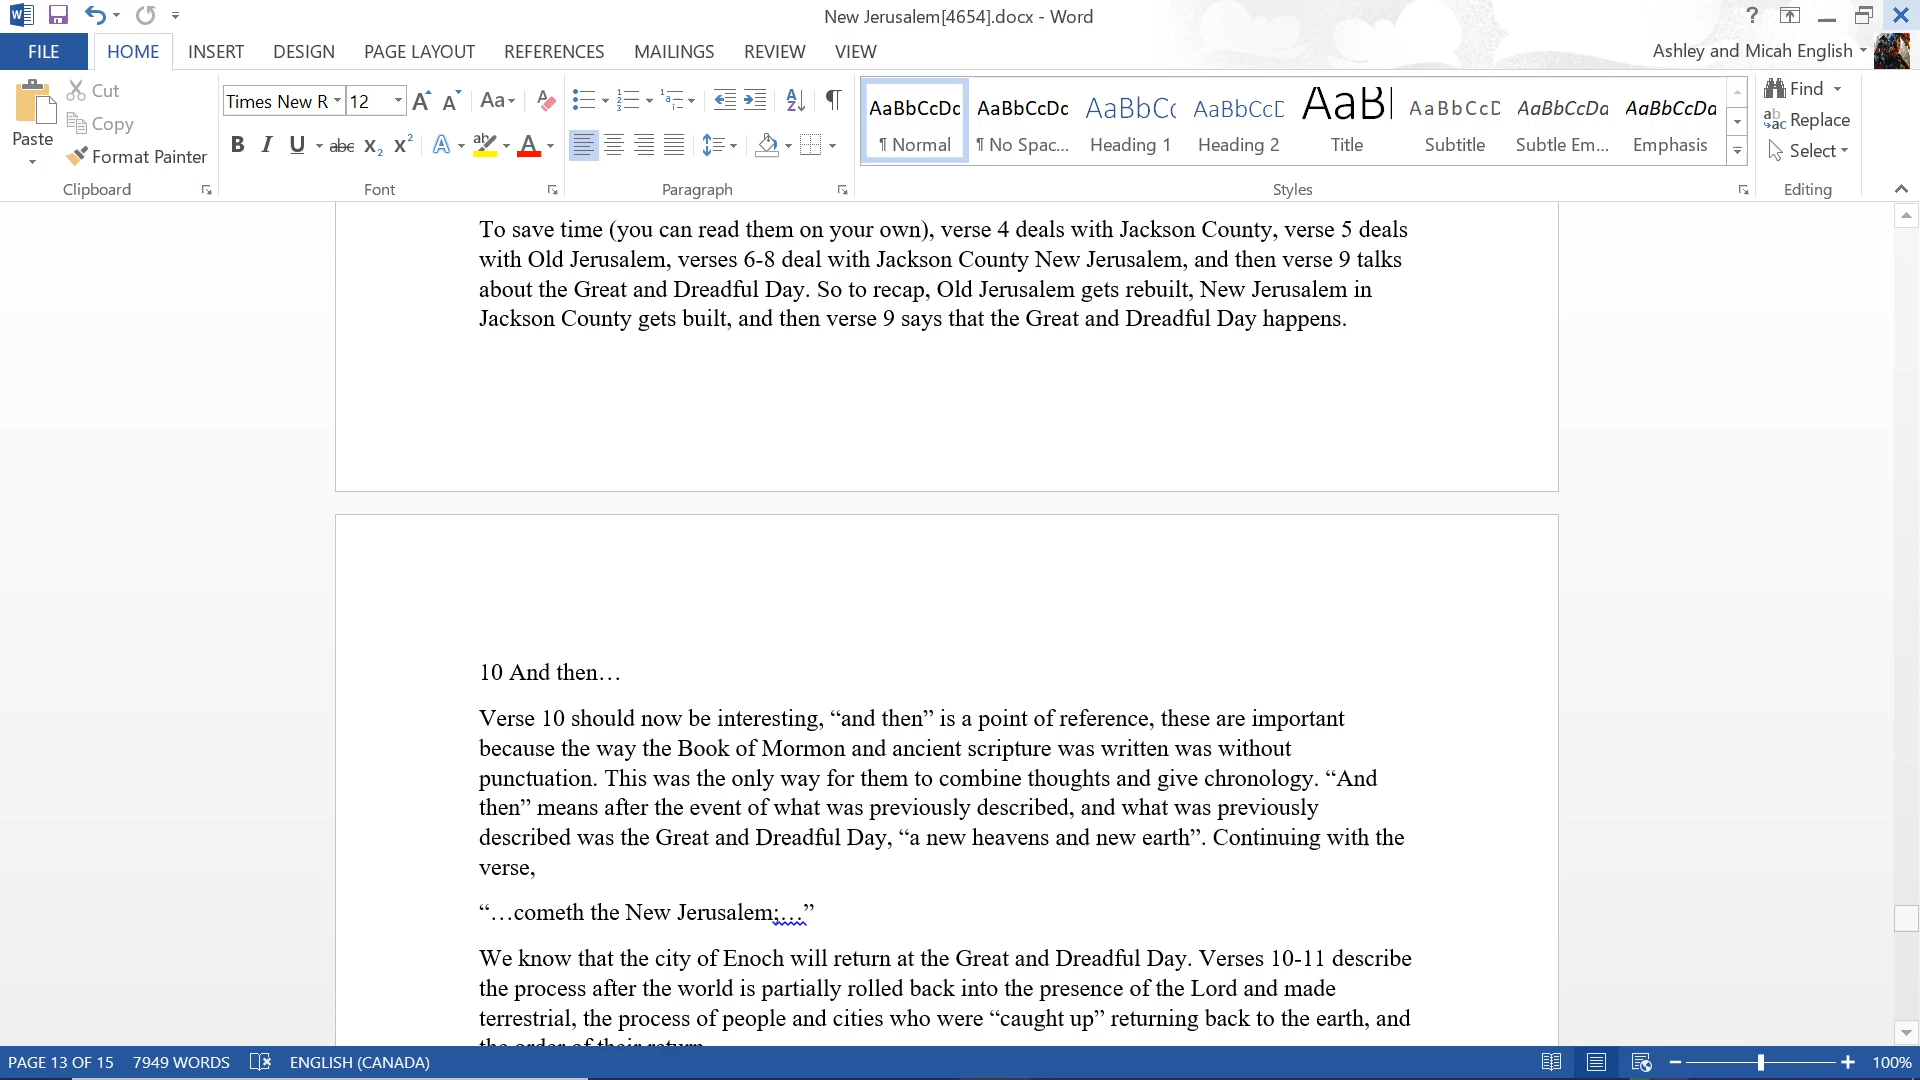 New Jerusalem[4654].docx - Word
?
FILE HOME INSERT DESIGN PAGE LAYOUT REFERENCES MAILINGS REVIEW VIEW Ashley and Micah English
Paste
Cut
Copy
Format Painter
Clipboard
Times New R 12
Font
Paragraph
AaBbCcDc AaBbCcDc AaBbCc AaBbCcD AaB AaBbCcD AaBbCcDd AaBbCcDd
¶ Normal ¶ No Spac... Heading 1 Heading 2 Title Subtitle Subtle Em... Emphasis
Styles
Find
Replace
Select
Editing
To save time (you can read them on your own), verse 4 deals with Jackson County, verse 5 deals
with Old Jerusalem, verses 6-8 deal with Jackson County New Jerusalem, and then verse 9 talks
about the Great and Dreadful Day. So to recap, Old Jerusalem gets rebuilt, New Jerusalem in
Jackson County gets built, and then verse 9 says that the Great and Dreadful Day happens.
10 And then…
Verse 10 should now be interesting, “and then” is a point of reference, these are important
because the way the Book of Mormon and ancient scripture was written was without
punctuation. This was the only way for them to combine thoughts and give chronology. “And
then” means after the event of what was previously described, and what was previously
described was the Great and Dreadful Day, “a new heavens and new earth”. Continuing with the
verse,
“…cometh the New Jerusalem;…”
We know that the city of Enoch will return at the Great and Dreadful Day. Verses 10-11 describe
the process after the world is partially rolled back into the presence of the Lord and made
terrestrial, the process of people and cities who were “caught up” returning back to the earth, and
the order of their return
PAGE 13 OF 15 7949 WORDS ENGLISH (CANADA) 100%